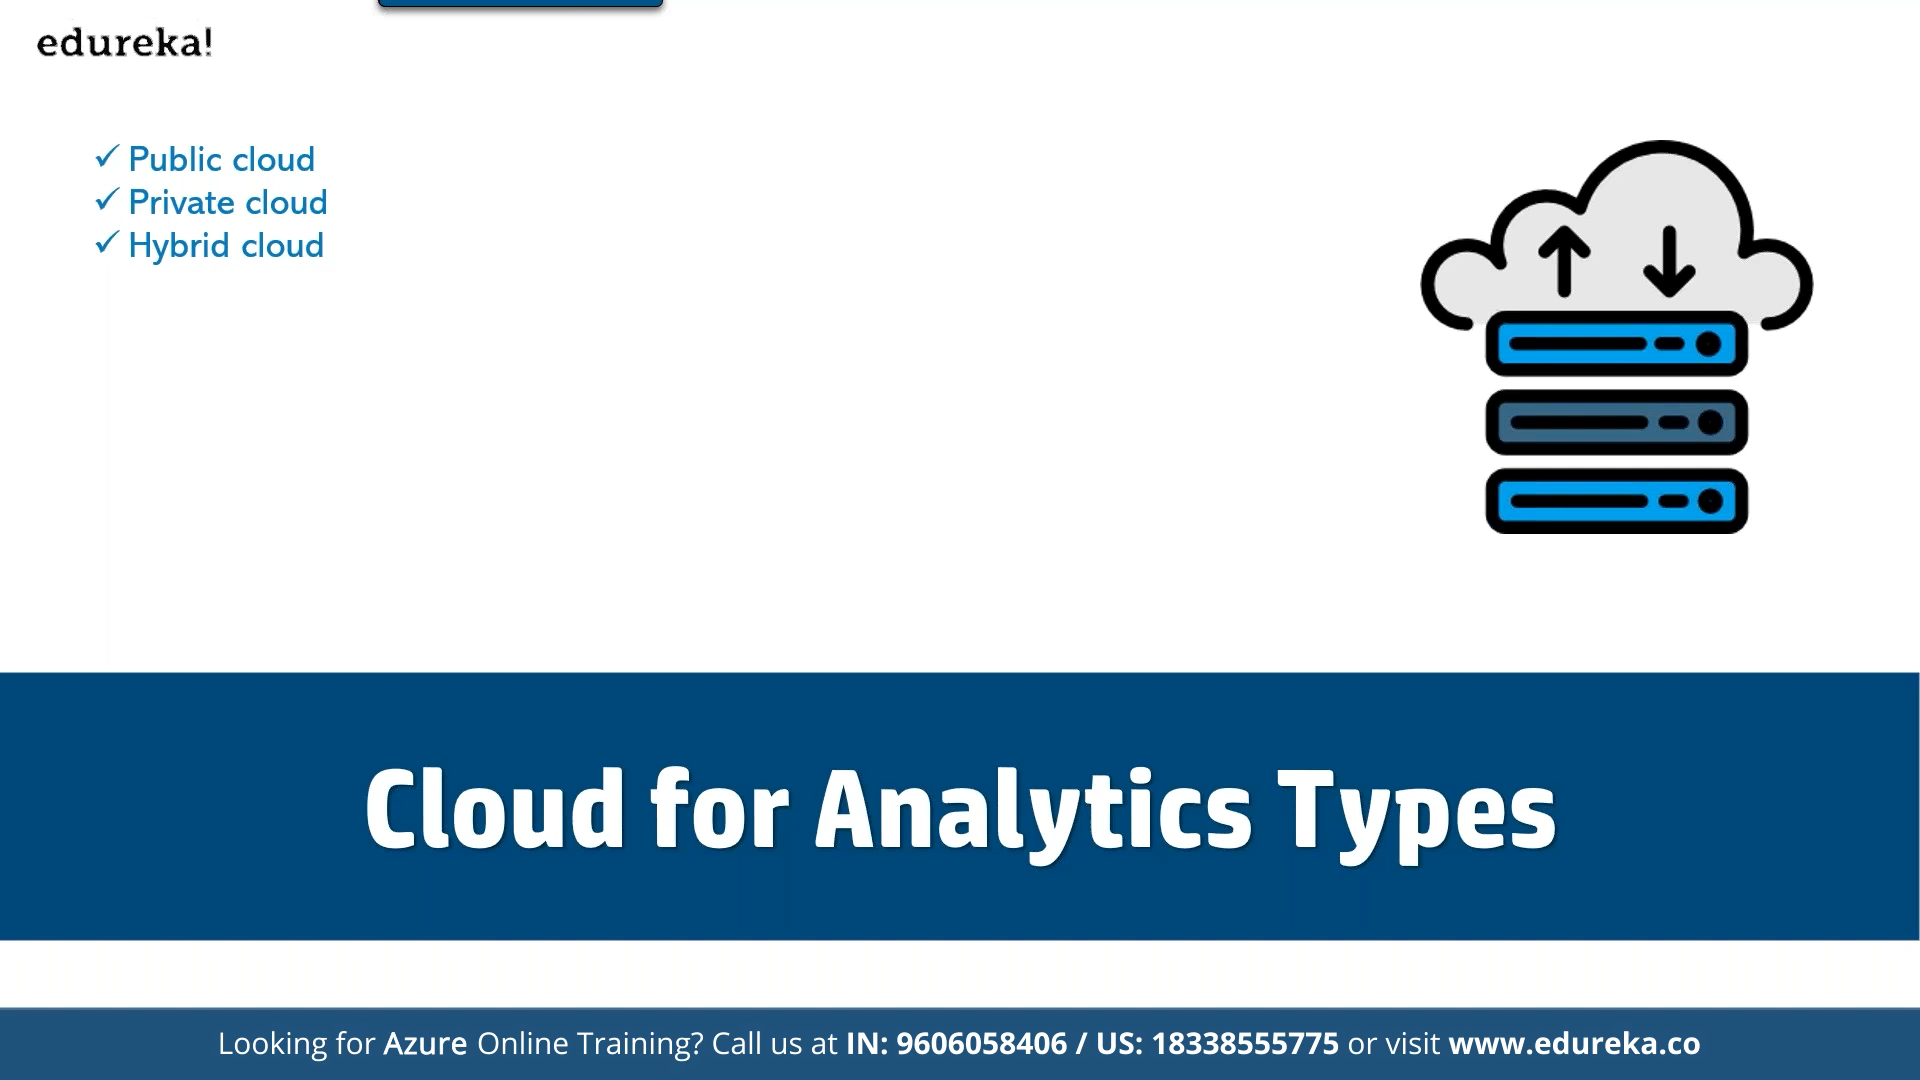 edureka!
✓ Public cloud
✓ Private cloud
✓ Hybrid cloud
Cloud for Analytics Types
Looking for Azure Online Training? Call us at IN: 9606058406 / US: 18338555775 or visit www.edureka.co